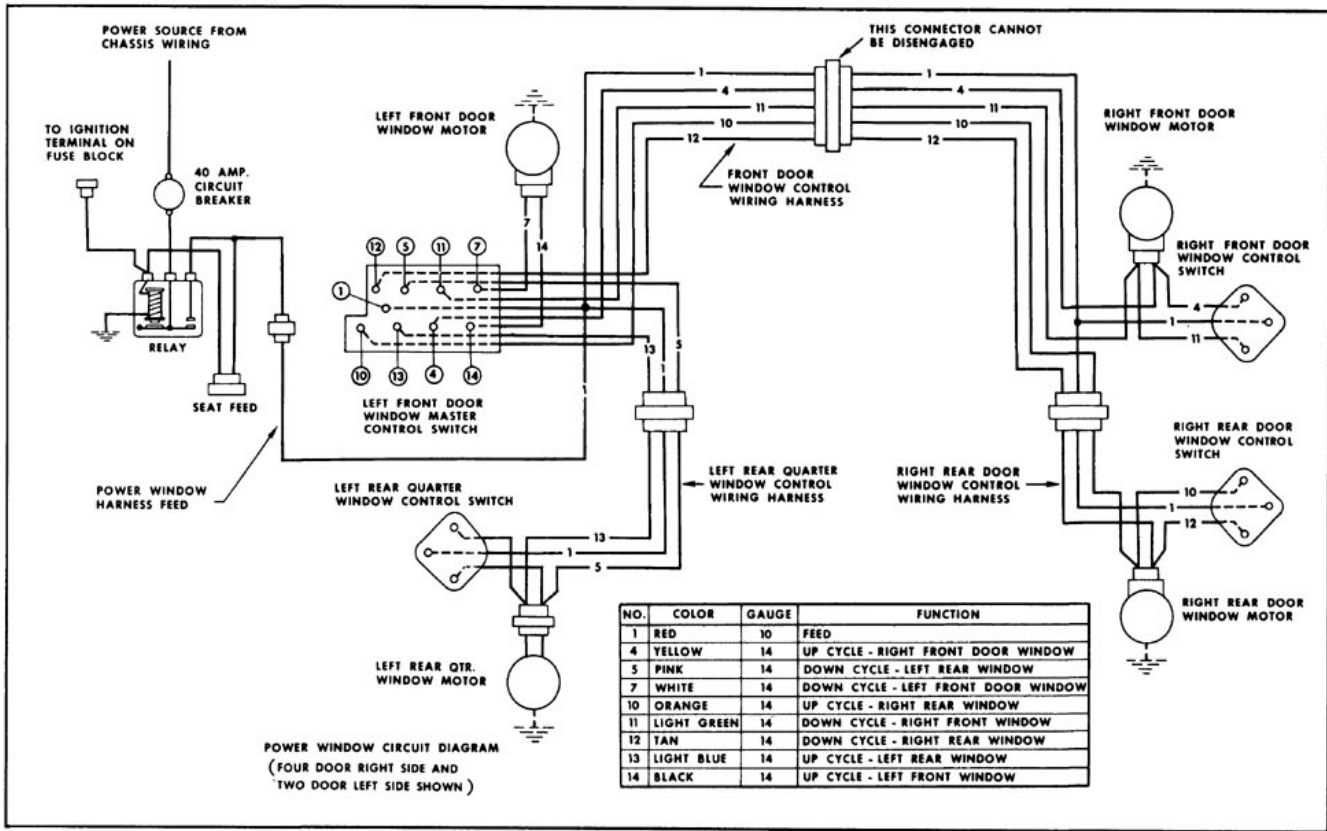 POWER SOURCE FROM
CHASSIS WIRING
TO IGNITION
TERMINAL ON
FUSE BLOCK
40 AMP.
CIRCUIT
BREAKER
RELAY
SEAT FEED
POWER WINDOW
HARNESS FEED
LEFT FRONT DOOR
WINDOW MOTOR
7
14
12
5
11
7
1
10
13
4
14
LEFT FRONT DOOR
WINDOW MASTER
CONTROL SWITCH
1
4
11
10
12
FRONT DOOR
WINDOW CONTROL
WIRING HARNESS
THIS CONNECTOR CANNOT
BE DISENGAGED
1
4
11
10
12
RIGHT FRONT DOOR
WINDOW MOTOR
RIGHT FRONT DOOR
WINDOW CONTROL
SWITCH
4
1
11
13
5
LEFT REAR QUARTER
WINDOW CONTROL
WIRING HARNESS
LEFT REAR QUARTER
WINDOW CONTROL SWITCH
13
1
5
LEFT REAR QTR.
WINDOW MOTOR
RIGHT REAR DOOR
WINDOW CONTROL
WIRING HARNESS
RIGHT REAR DOOR
WINDOW CONTROL
SWITCH
10
1
12
RIGHT REAR DOOR
WINDOW MOTOR
POWER WINDOW CIRCUIT DIAGRAM
(FOUR DOOR RIGHT SIDE AND
TWO DOOR LEFT SIDE SHOWN)
NO. COLOR GAUGE FUNCTION
1 RED 10 FEED
4 YELLOW 14 UP CYCLE - RIGHT FRONT DOOR WINDOW
5 PINK 14 DOWN CYCLE - LEFT REAR WINDOW
7 WHITE 14 DOWN CYCLE - LEFT FRONT DOOR WINDOW
10 ORANGE 14 UP CYCLE - RIGHT REAR WINDOW
11 LIGHT GREEN 14 DOWN CYCLE - RIGHT FRONT WINDOW
12 TAN 14 DOWN CYCLE - RIGHT REAR WINDOW
13 LIGHT BLUE 14 UP CYCLE - LEFT REAR WINDOW
14 BLACK 14 UP CYCLE - LEFT FRONT WINDOW